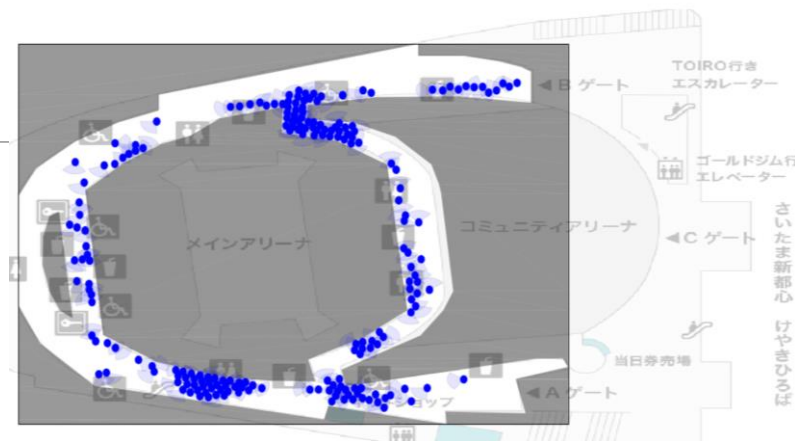 TOIRO行き
エスカレーター
◀Bゲート
ゴールドジム行
エレベーター
メインアリーナ
コミュニティアリーナ
◀Cゲート
さいたま新都心 けやきひろば
当日券売場
◀Aゲート
ショップ